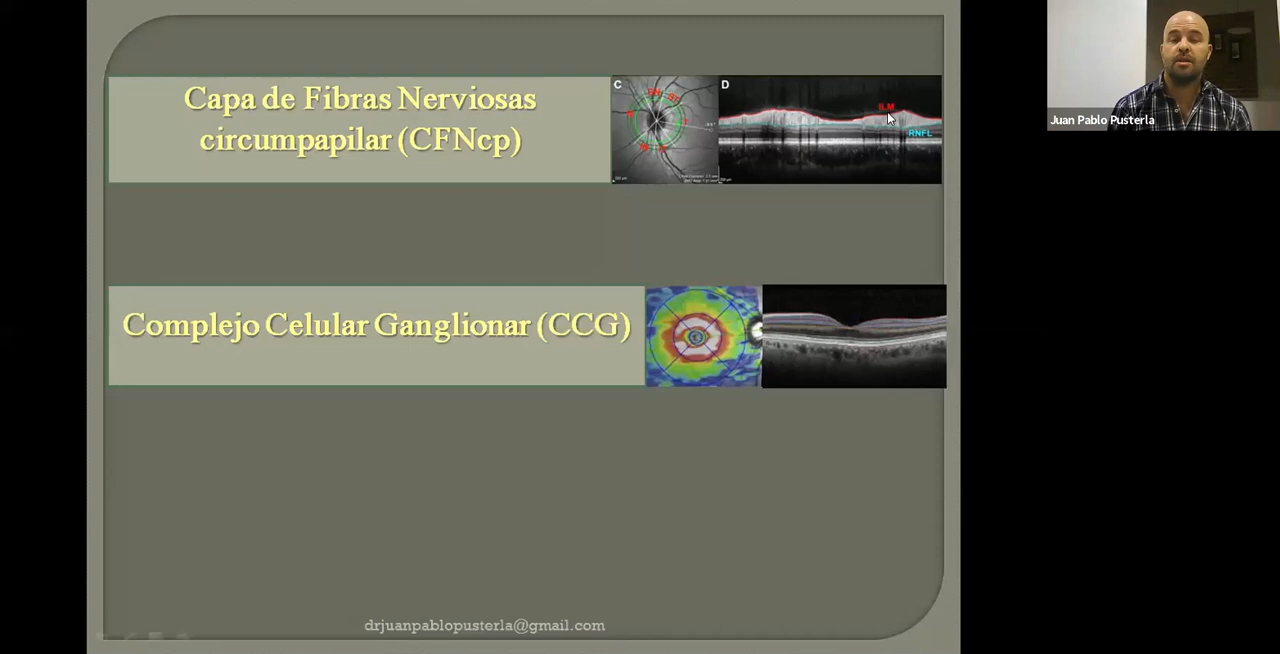 Capa de Fibras Nerviosas
circumpapilar (CFNcp)
C
D
ILM
RNFL
Complejo Celular Ganglionar (CCG)
drjuanpablopusterla@gmail.com
Juan Pablo Pusterla